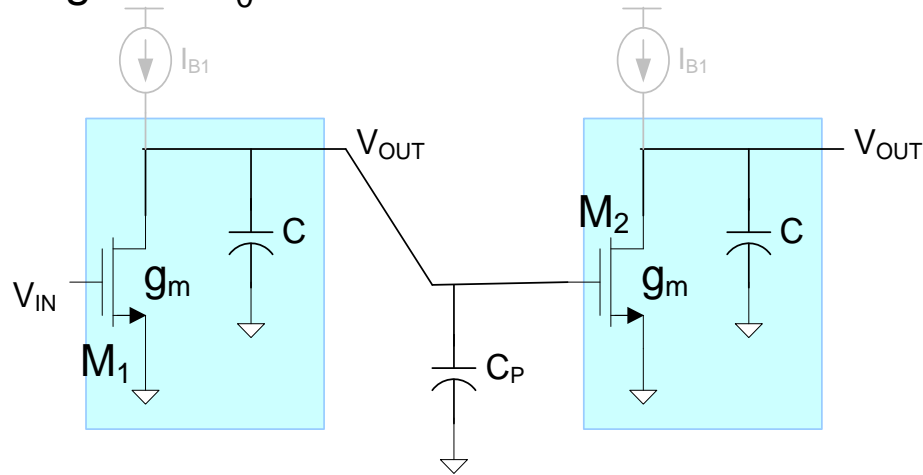 I_B1 I_B1
V_OUT V_OUT
M_2
C C
g_m g_m
V_IN
M_1 C_P